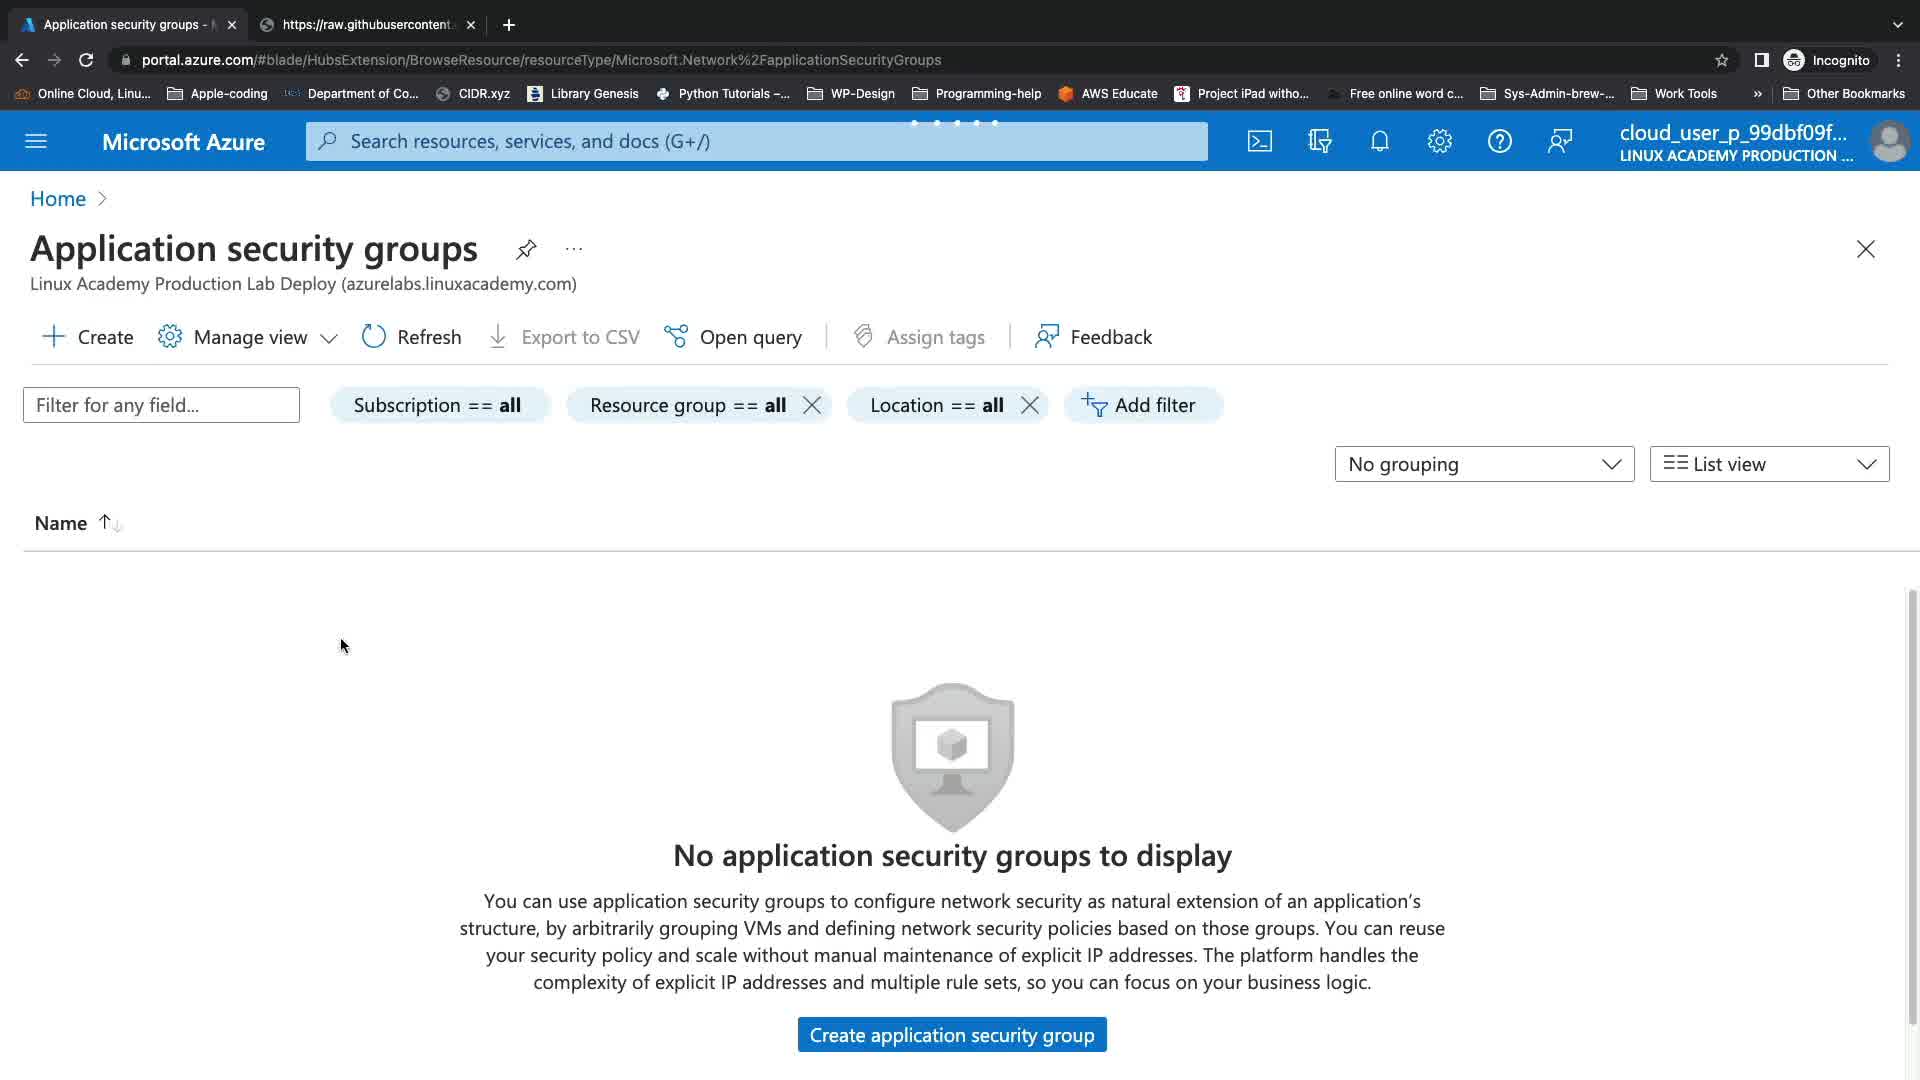 Application security groups -
https://raw.githubusercontent.
portal.azure.com/#blade/HubsExtension/BrowseResource/resourceType/Microsoft.Network%2FapplicationSecurityGroups
Incognito
Online Cloud, Linu...
Apple-coding
Department of Co...
CIDR.xyz
Library Genesis
Python Tutorials –...
WP-Design
Programming-help
AWS Educate
Project iPad witho...
Free online word c...
Sys-Admin-brew-...
Work Tools
»
Other Bookmarks
Microsoft Azure
Search resources, services, and docs (G+/)
cloud_user_p_99dbf09f...
LINUX ACADEMY PRODUCTION ...
Home
Application security groups
Linux Academy Production Lab Deploy (azurelabs.linuxacademy.com)
Create
Manage view
Refresh
Export to CSV
Open query
Assign tags
Feedback
Filter for any field...
Subscription == all
Resource group == all
Location == all
Add filter
No grouping
List view
Name
No application security groups to display
You can use application security groups to configure network security as natural extension of an application's
structure, by arbitrarily grouping VMs and defining network security policies based on those groups. You can reuse
your security policy and scale without manual maintenance of explicit IP addresses. The platform handles the
complexity of explicit IP addresses and multiple rule sets, so you can focus on your business logic.
Create application security group